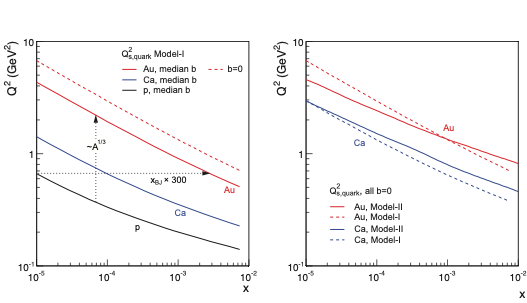 Q² (GeV²)
10
1
10⁻¹
Q²s,quark Model-I
Au, median b
Ca, median b
p, median b
b=0
~A^1/3
xBJ × 300
Au
Ca
p
10⁻⁵
10⁻⁴
10⁻³
10⁻²
x
Q² (GeV²)
10
1
10⁻¹
Au
Ca
Q²s,quark, all b=0
Au, Model-II
Au, Model-I
Ca, Model-II
Ca, Model-I
10⁻⁵
10⁻⁴
10⁻³
10⁻²
x